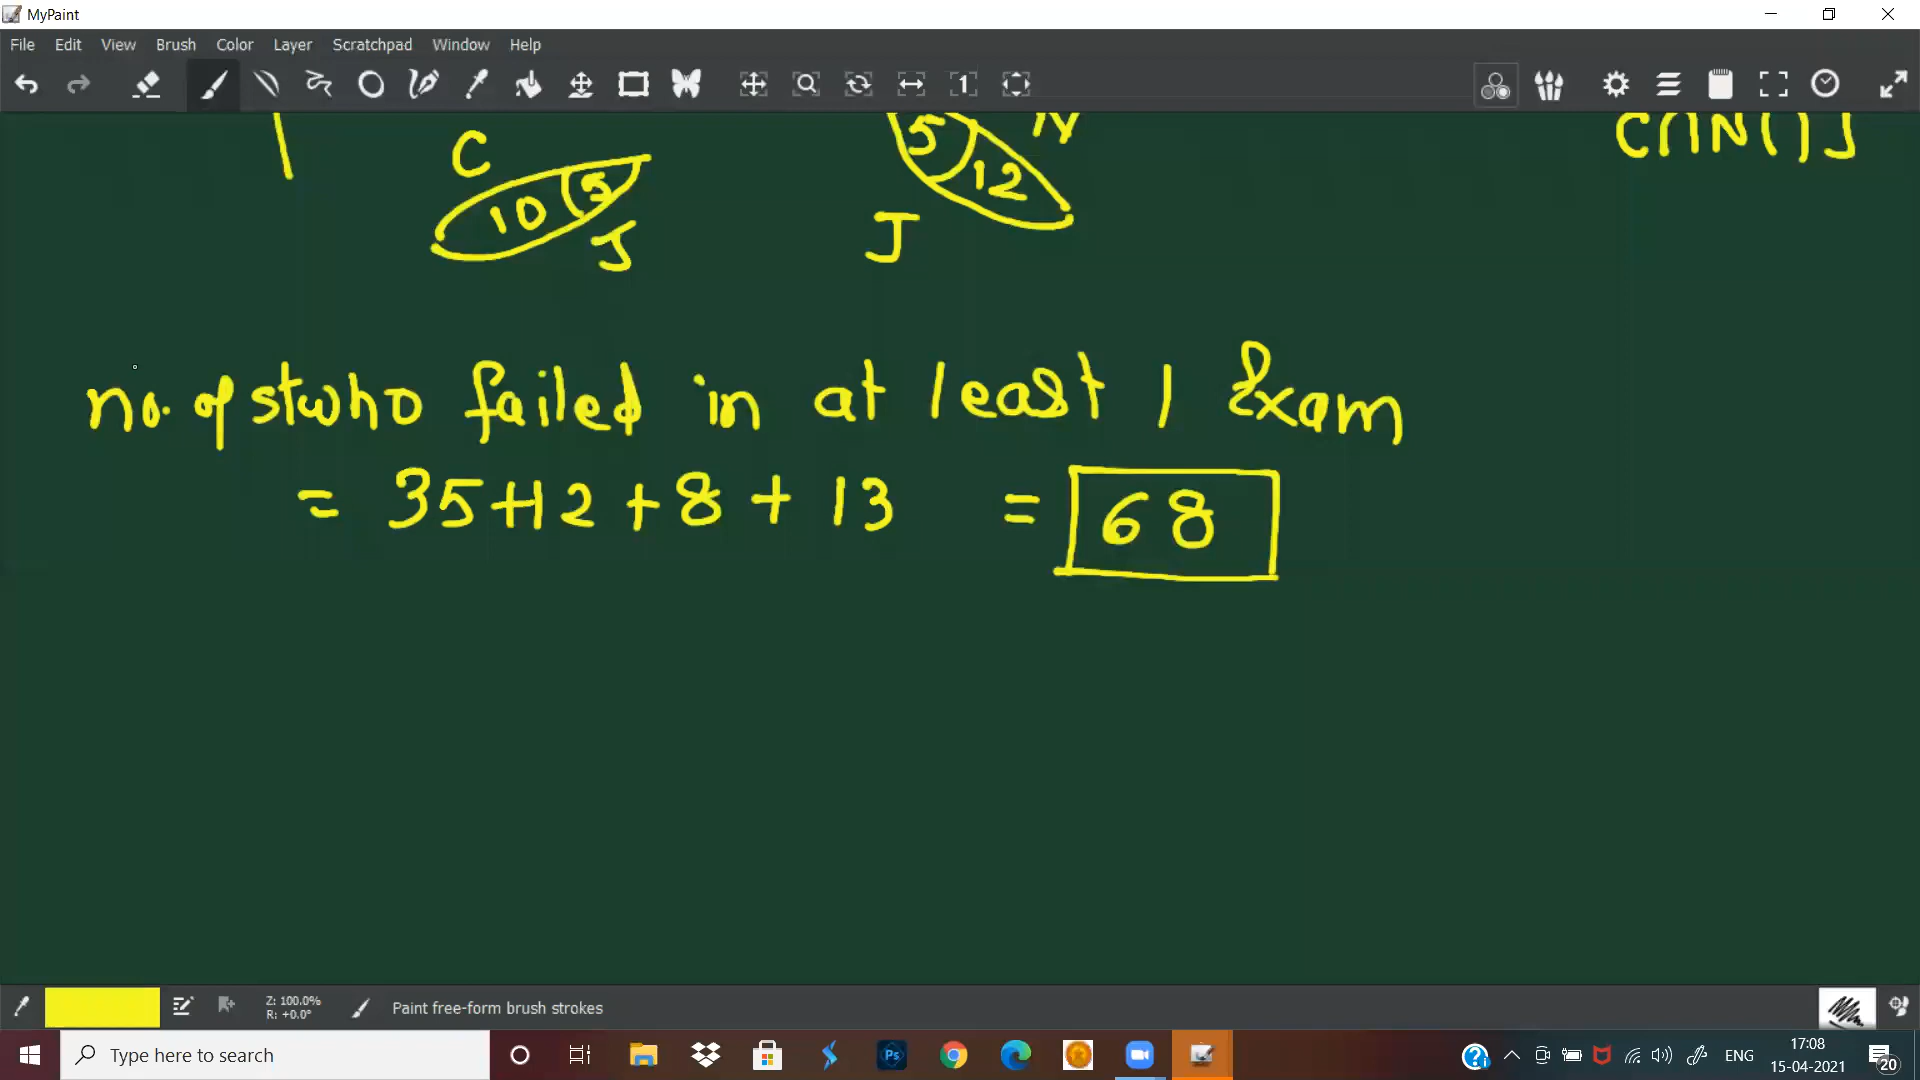 MyPaint
File Edit View Brush Color Layer Scratchpad Window Help
C 5 N C∩N∩J
10 5 12
J J
no. of st who failed in at least 1 Exam
= 35+12+8+13 = 68
Z: 100.0%
R: +0.0°
Paint free-form brush strokes
Type here to search
Ps
ENG
17:08
15-04-2021
20